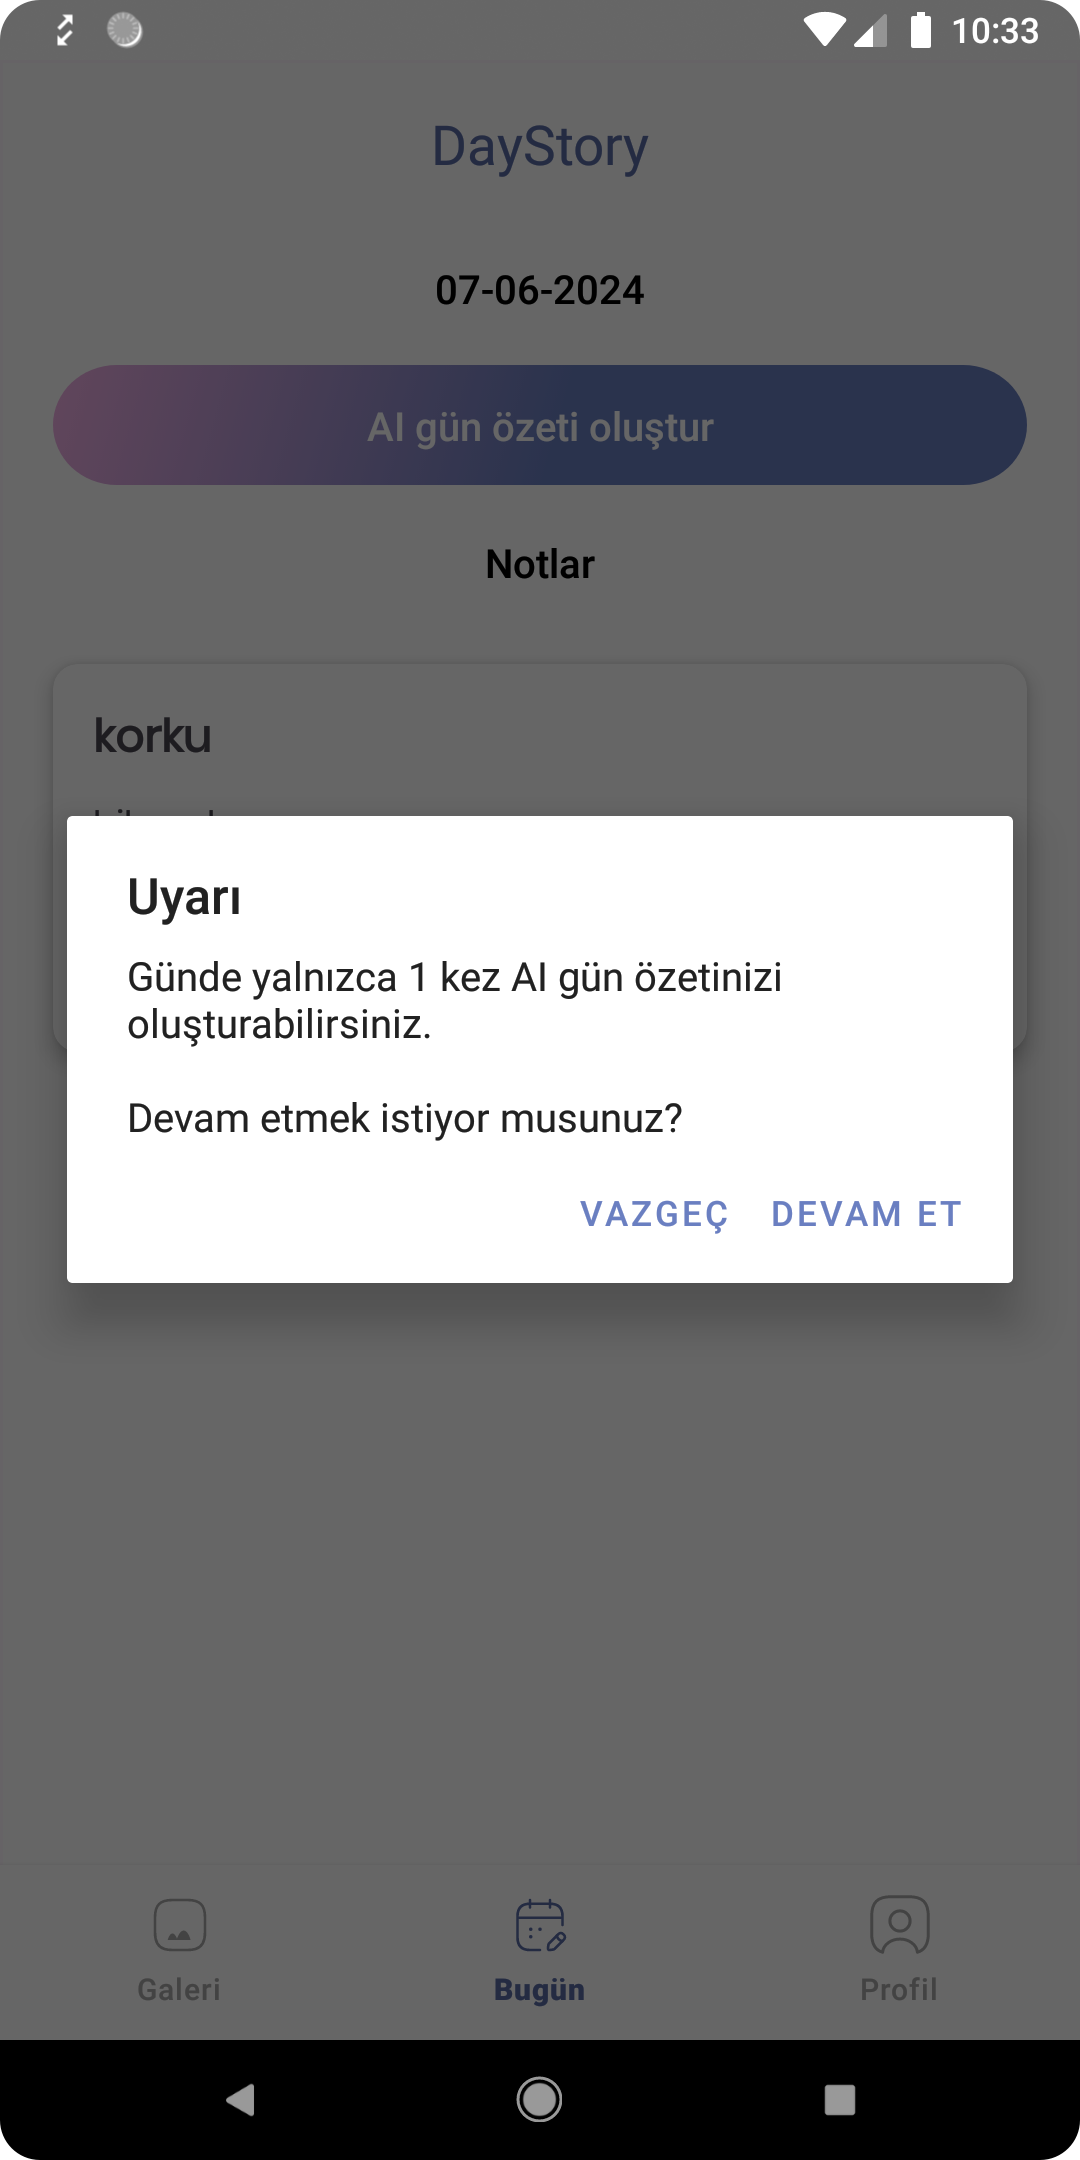 10:33
DayStory
07-06-2024
AI gün özeti oluştur
Notlar
korku
Uyarı
Günde yalnızca 1 kez AI gün özetinizi
oluşturabilirsiniz.
Devam etmek istiyor musunuz?
VAZGEÇ DEVAM ET
Galeri Bugün Profil